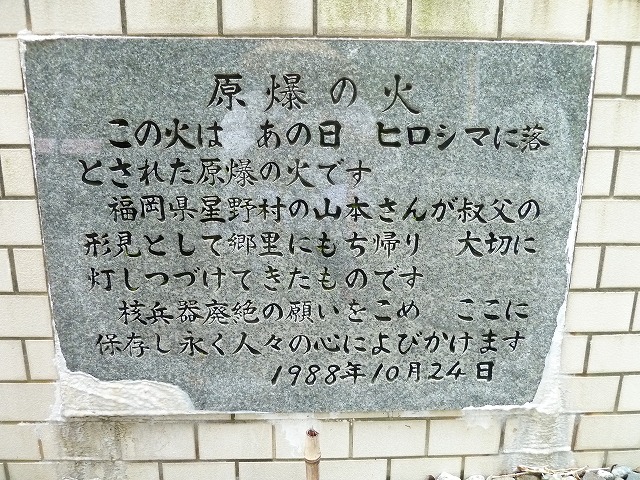 原爆の火
この火は　あの日　ヒロシマに落
とされた原爆の火です
福岡県星野村の山本さんが叔父の
形見として郷里にもち帰り　大切に
灯しつづけてきたものです
核兵器廃絶の願いをこめ　ここに
保存し永く人々の心によびかけます
1988年10月24日